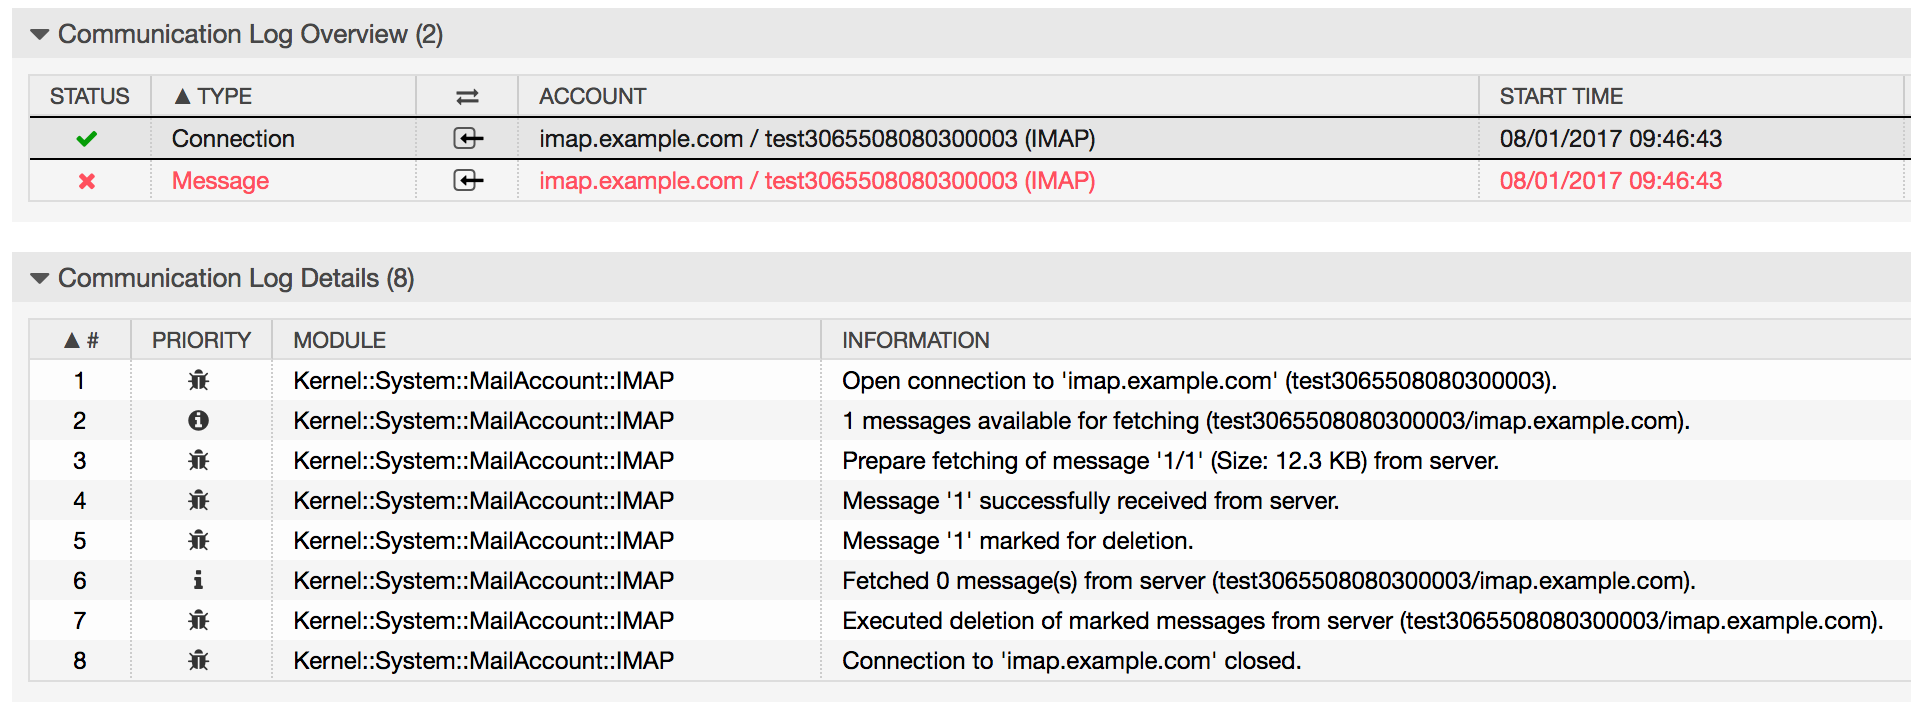 Communication Log Overview (2)
STATUS TYPE ACCOUNT START TIME
Connection imap.example.com / test3065508080300003 (IMAP) 08/01/2017 09:46:43
Message imap.example.com / test3065508080300003 (IMAP) 08/01/2017 09:46:43
Communication Log Details (8)
# PRIORITY MODULE INFORMATION
1 Kernel::System::MailAccount::IMAP Open connection to 'imap.example.com' (test3065508080300003).
2 Kernel::System::MailAccount::IMAP 1 messages available for fetching (test3065508080300003/imap.example.com).
3 Kernel::System::MailAccount::IMAP Prepare fetching of message '1/1' (Size: 12.3 KB) from server.
4 Kernel::System::MailAccount::IMAP Message '1' successfully received from server.
5 Kernel::System::MailAccount::IMAP Message '1' marked for deletion.
6 Kernel::System::MailAccount::IMAP Fetched 0 message(s) from server (test3065508080300003/imap.example.com).
7 Kernel::System::MailAccount::IMAP Executed deletion of marked messages from server (test3065508080300003/imap.example.com).
8 Kernel::System::MailAccount::IMAP Connection to 'imap.example.com' closed.